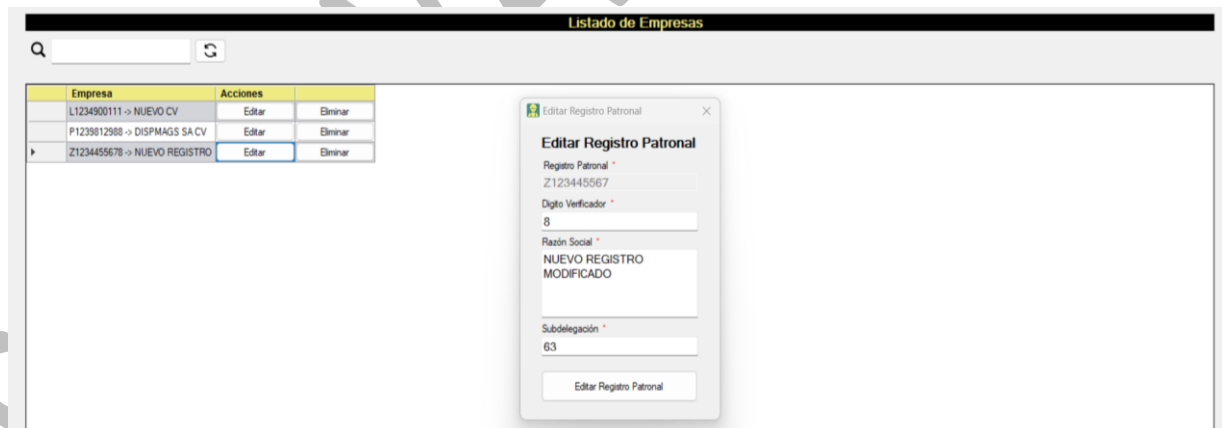 Listado de Empresas
Empresa Acciones
L1234900111 -> NUEVO CV Editar Eliminar
P1239812988 -> DISPMAGS SA CV Editar Eliminar
Z1234455678 -> NUEVO REGISTRO Editar Eliminar
Editar Registro Patronal
Editar Registro Patronal
Registro Patronal *
Z123445567
Digito Verificador *
8
Razón Social *
NUEVO REGISTRO
MODIFICADO
Subdelegación *
63
Editar Registro Patronal